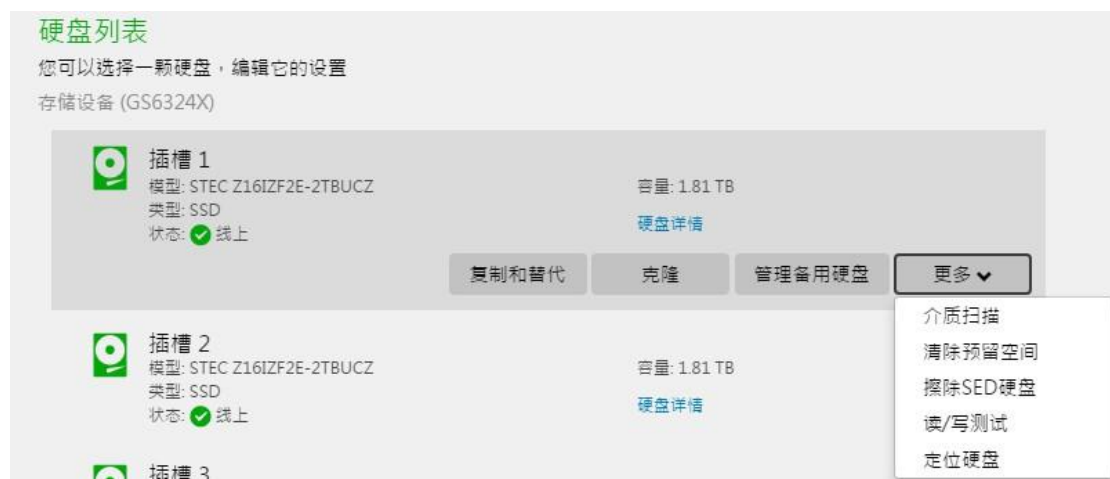 硬盘列表
您可以选择一颗硬盘，编辑它的设置
存储设备 (GS6324X)
插槽 1
模型: STEC Z16IZF2E-2TBUCZ
类型: SSD
状态: 线上
容量: 1.81 TB
硬盘详情
复制和替代 克隆 管理备用硬盘 更多
介质扫描
清除预留空间
擦除SED硬盘
读/写测试
定位硬盘
插槽 2
模型: STEC Z16IZF2E-2TBUCZ
类型: SSD
状态: 线上
容量: 1.81 TB
硬盘详情
插槽 3